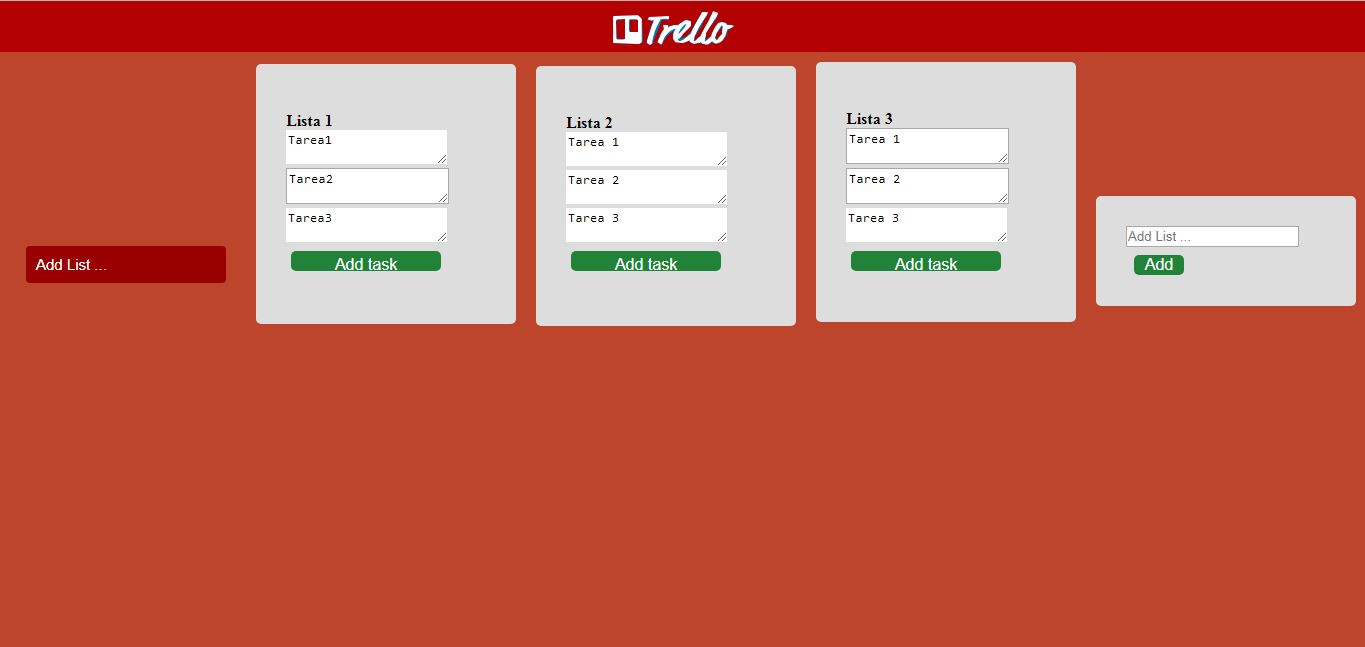 Trello
Add List ...
Lista 1
Tarea1
Tarea2
Tarea3
Add task
Lista 2
Tarea 1
Tarea 2
Tarea 3
Add task
Lista 3
Tarea 1
Tarea 2
Tarea 3
Add task
Add List ...
Add